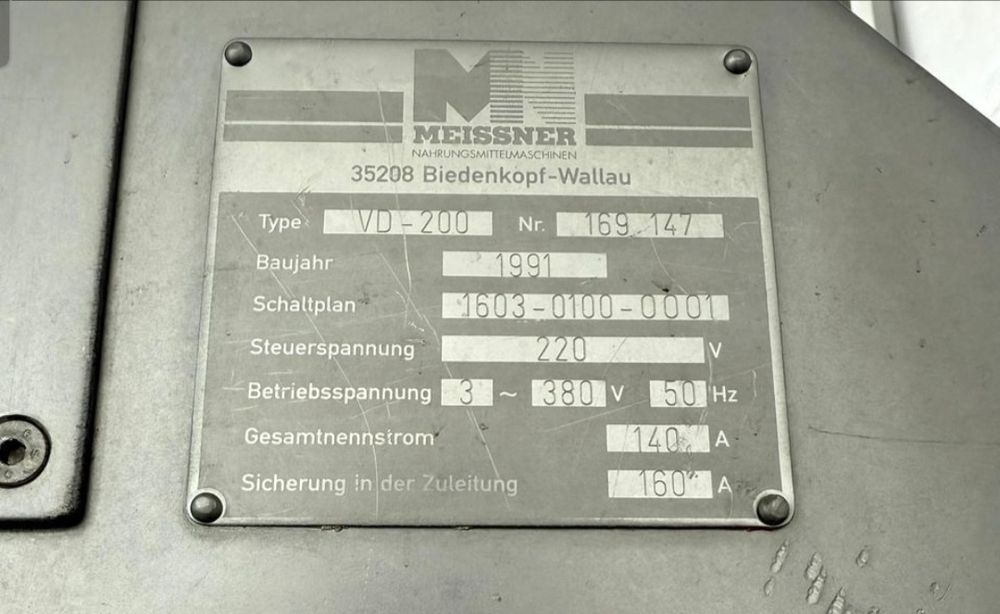 MN
MEISSNER
NAHRUNGSMITTELMASCHINEN
35208 Biedenkopf-Wallau
Type VD-200 Nr. 169 147
Baujahr 1991
Schaltplan 1603-0100-0001
Steuerspannung 220 V
Betriebsspannung 3 ~ 380 V 50 Hz
Gesamtnennstrom 140 A
Sicherung in der Zuleitung 160 A